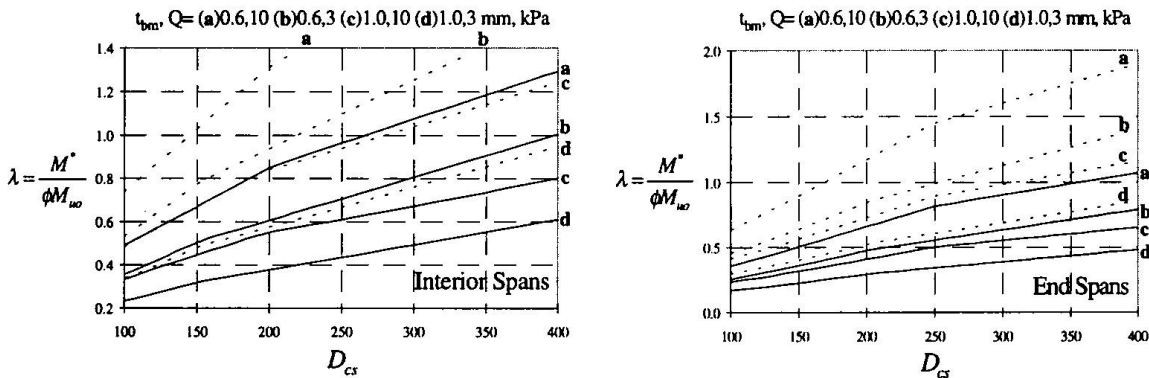 t_bm, Q= (a)0.6,10 (b)0.6,3 (c)1.0,10 (d)1.0,3 mm, kPa
a b
1.4
1.2
1.0
0.8
0.6
0.4
0.2
λ = M* / φM_uo
a
c
b
d
c
d
Interior Spans
100 150 200 250 300 350 400
D_cs
t_bm, Q= (a)0.6,10 (b)0.6,3 (c)1.0,10 (d)1.0,3 mm, kPa
2.0
1.5
1.0
0.5
0.0
λ = M* / φM_uo
a
b
c
a
d
b
c
d
End Spans
100 150 200 250 300 350 400
D_cs